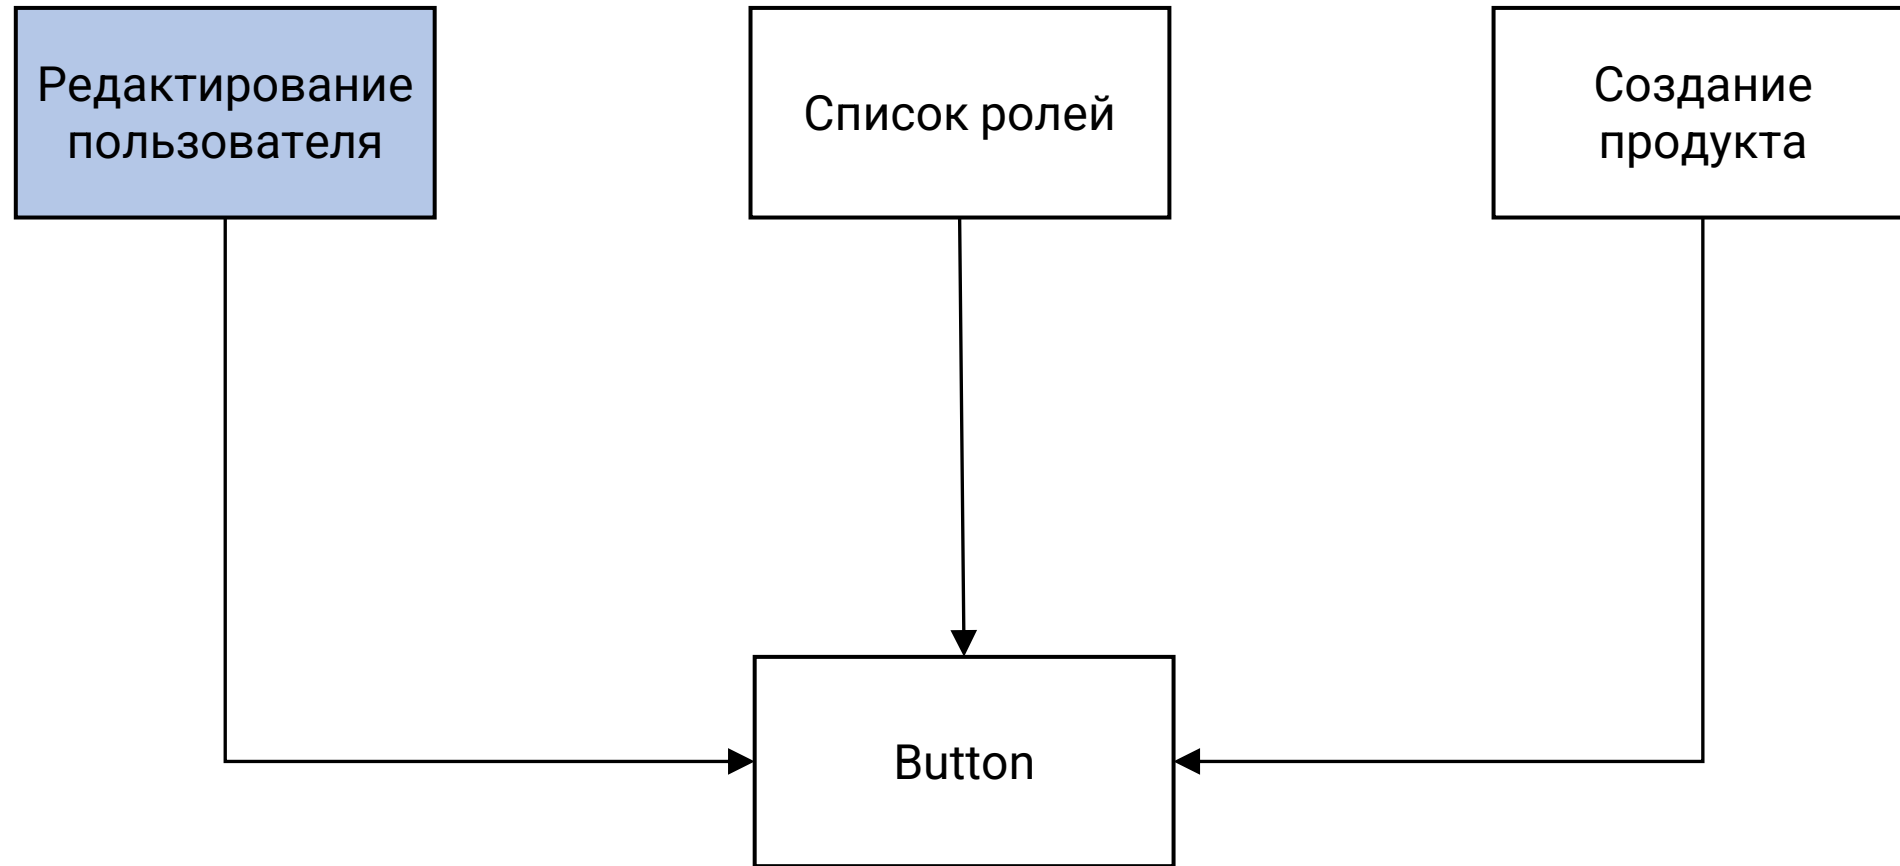 Редактирование
пользователя
Список ролей
Создание
продукта
Button